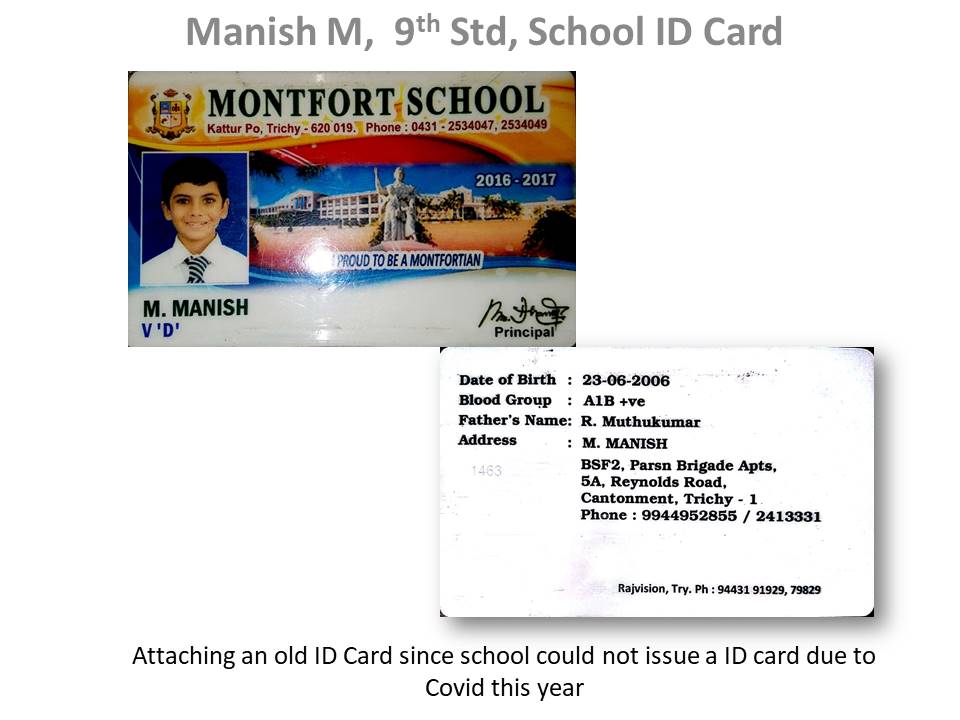 Manish M, 9th Std, School ID Card
MONTFORT SCHOOL
Kattur Po, Trichy - 620 019. Phone : 0431 - 2534047, 2534049
2016 - 2017
PROUD TO BE A MONTFORTIAN
M. MANISH
V 'D'
Principal
Date of Birth : 23-06-2006
Blood Group : A1B +ve
Father's Name: R. Muthukumar
Address : M. MANISH
1463
BSF2, Parsn Brigade Apts,
5A, Reynolds Road,
Cantonment, Trichy - 1
Phone : 9944952855 / 2413331
Rajvision, Try. Ph : 94431 91929, 79829
Attaching an old ID Card since school could not issue a ID card due to
Covid this year